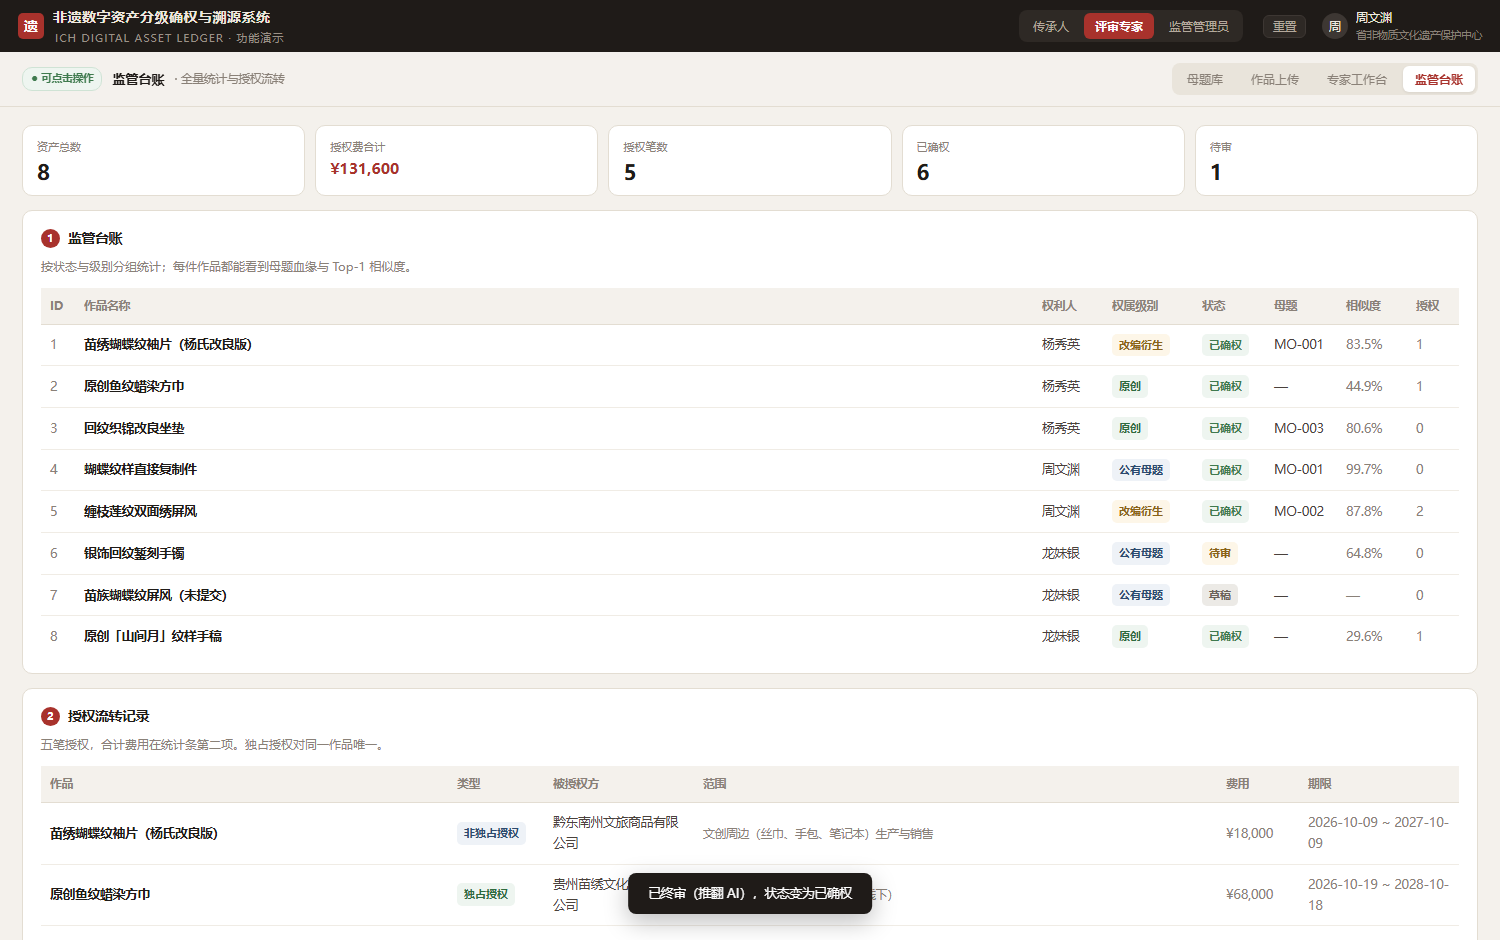 遗
非遗数字资产分级确权与溯源系统
ICH DIGITAL ASSET LEDGER · 功能演示
传承人
评审专家
监管管理员
重置
周
周文渊
省非物质文化遗产保护中心
可点击操作
监管台账
· 全量统计与授权流转
母题库
作品上传
专家工作台
监管台账
资产总数
8
授权费合计
¥131,600
授权笔数
5
已确权
6
待审
1
1 监管台账
按状态与级别分组统计；每件作品都能看到母题血缘与 Top-1 相似度。
ID 作品名称 权利人 权属级别 状态 母题 相似度 授权
1 苗绣蝴蝶纹袖片（杨氏改良版） 杨秀英 改编衍生 已确权 MO-001 83.5% 1
2 原创鱼纹蜡染方巾 杨秀英 原创 已确权 — 44.9% 1
3 回纹织锦改良坐垫 杨秀英 原创 已确权 MO-003 80.6% 0
4 蝴蝶纹样直接复制件 周文渊 公有母题 已确权 MO-001 99.7% 0
5 缠枝莲纹双面绣屏风 周文渊 改编衍生 已确权 MO-002 87.8% 2
6 银饰回纹錾刻手镯 龙妹银 公有母题 待审 — 64.8% 0
7 苗族蝴蝶纹屏风（未提交） 龙妹银 公有母题 草稿 — — 0
8 原创「山间月」纹样手稿 龙妹银 原创 已确权 — 29.6% 1
2 授权流转记录
五笔授权，合计费用在统计条第二项。独占授权对同一作品唯一。
作品 类型 被授权方 范围 费用 期限
苗绣蝴蝶纹袖片（杨氏改良版） 非独占授权 黔东南州文旅商品有限公司 文创周边（丝巾、手包、笔记本）生产与销售 ¥18,000 2026-10-09 ~ 2027-10-09
原创鱼纹蜡染方巾 独占授权 贵州苗绣文化 公司 下） ¥68,000 2026-10-19 ~ 2028-10-18
已终审（推翻 AI），状态变为已确权